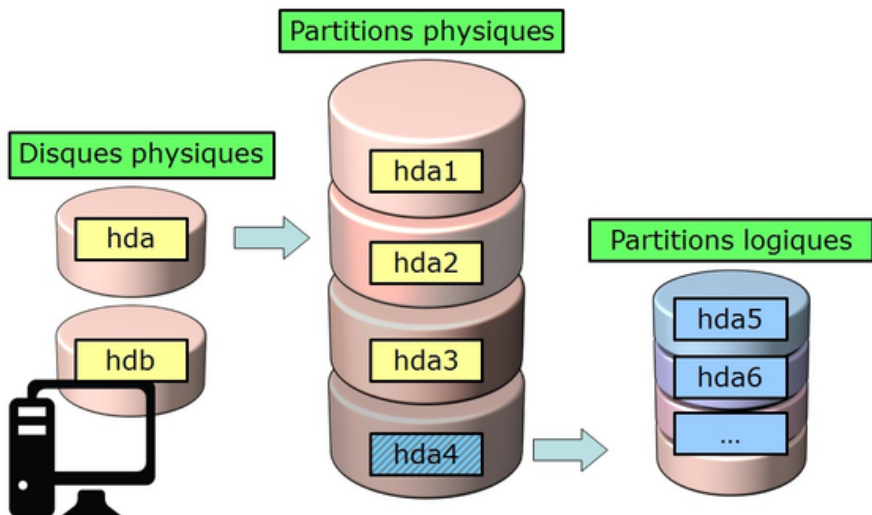 Partitions physiques
Disques physiques
hda
hdb
hda1
hda2
hda3
hda4
Partitions logiques
hda5
hda6
...